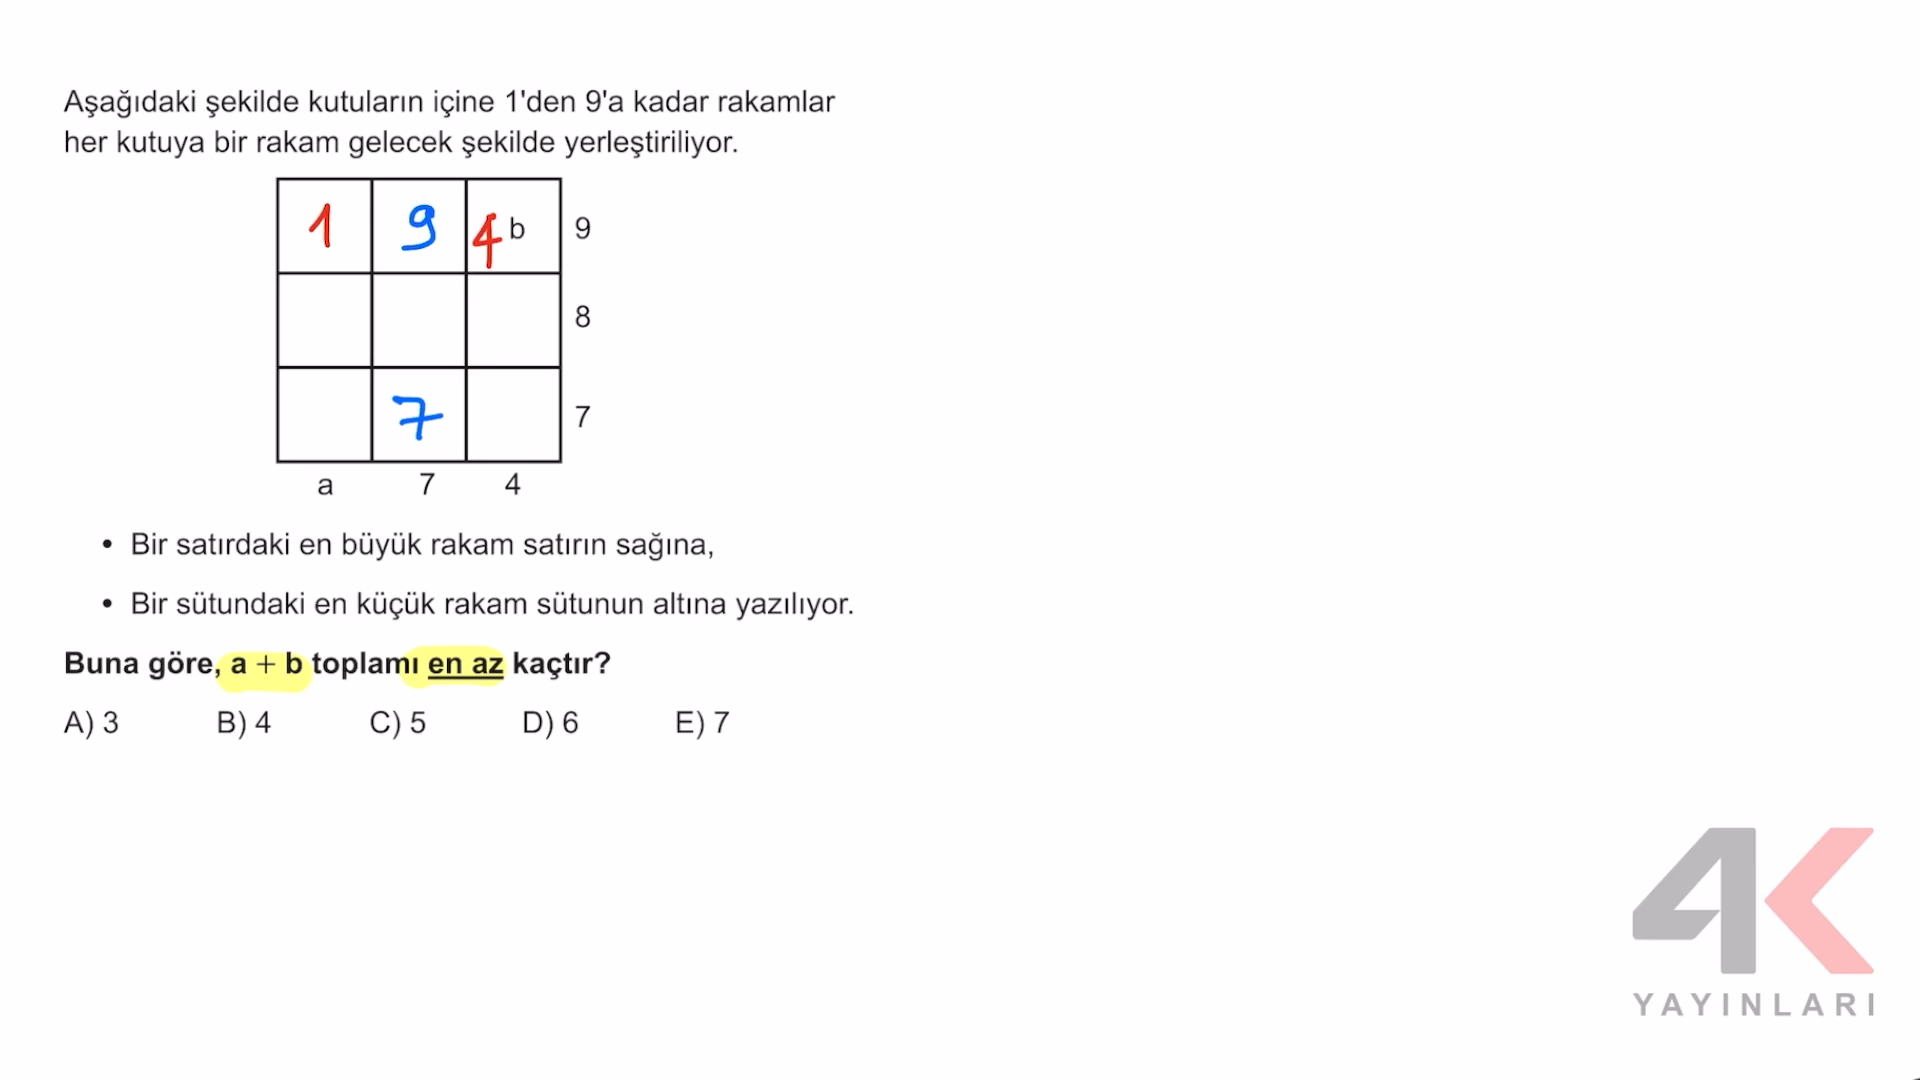 Aşağıdaki şekilde kutuların içine 1'den 9'a kadar rakamlar
her kutuya bir rakam gelecek şekilde yerleştiriliyor.
1 9 4 b 9
8
7 7
a 7 4
• Bir satırdaki en büyük rakam satırın sağına,
• Bir sütundaki en küçük rakam sütunun altına yazılıyor.
Buna göre, a + b toplamı en az kaçtır?
A) 3 B) 4 C) 5 D) 6 E) 7
4K
YAYINLARI